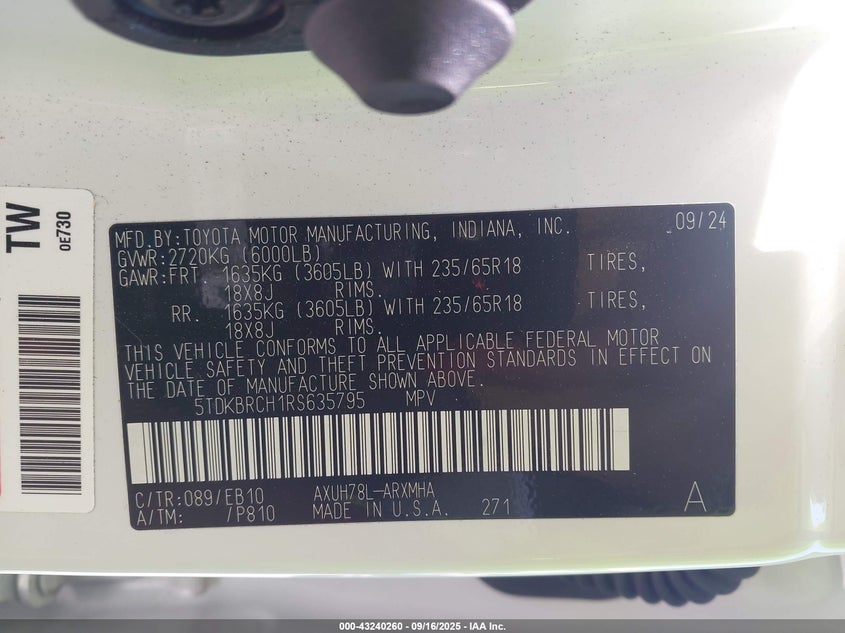 TW
0E730
MFD.BY:TOYOTA MOTOR MANUFACTURING, INDIANA, INC. 09/24
GVWR:2720KG (6000LB)
GAWR:FRT. 1635KG (3605LB) WITH 235/65R18 TIRES,
18X8J RIMS.
RR. 1635KG (3605LB) WITH 235/65R18 TIRES,
18X8J RIMS.
THIS VEHICLE CONFORMS TO ALL APPLICABLE FEDERAL MOTOR
VEHICLE SAFETY AND THEFT PREVENTION STANDARDS IN EFFECT ON
THE DATE OF MANUFACTURE SHOWN ABOVE.
5TDKBRCH1RS635795 MPV
C/TR:089/EB10 AXUH78L-ARXMHA
A/TM: /P810 MADE IN U.S.A. 271 A
000-43240260 - 09/16/2025 - IAA Inc.